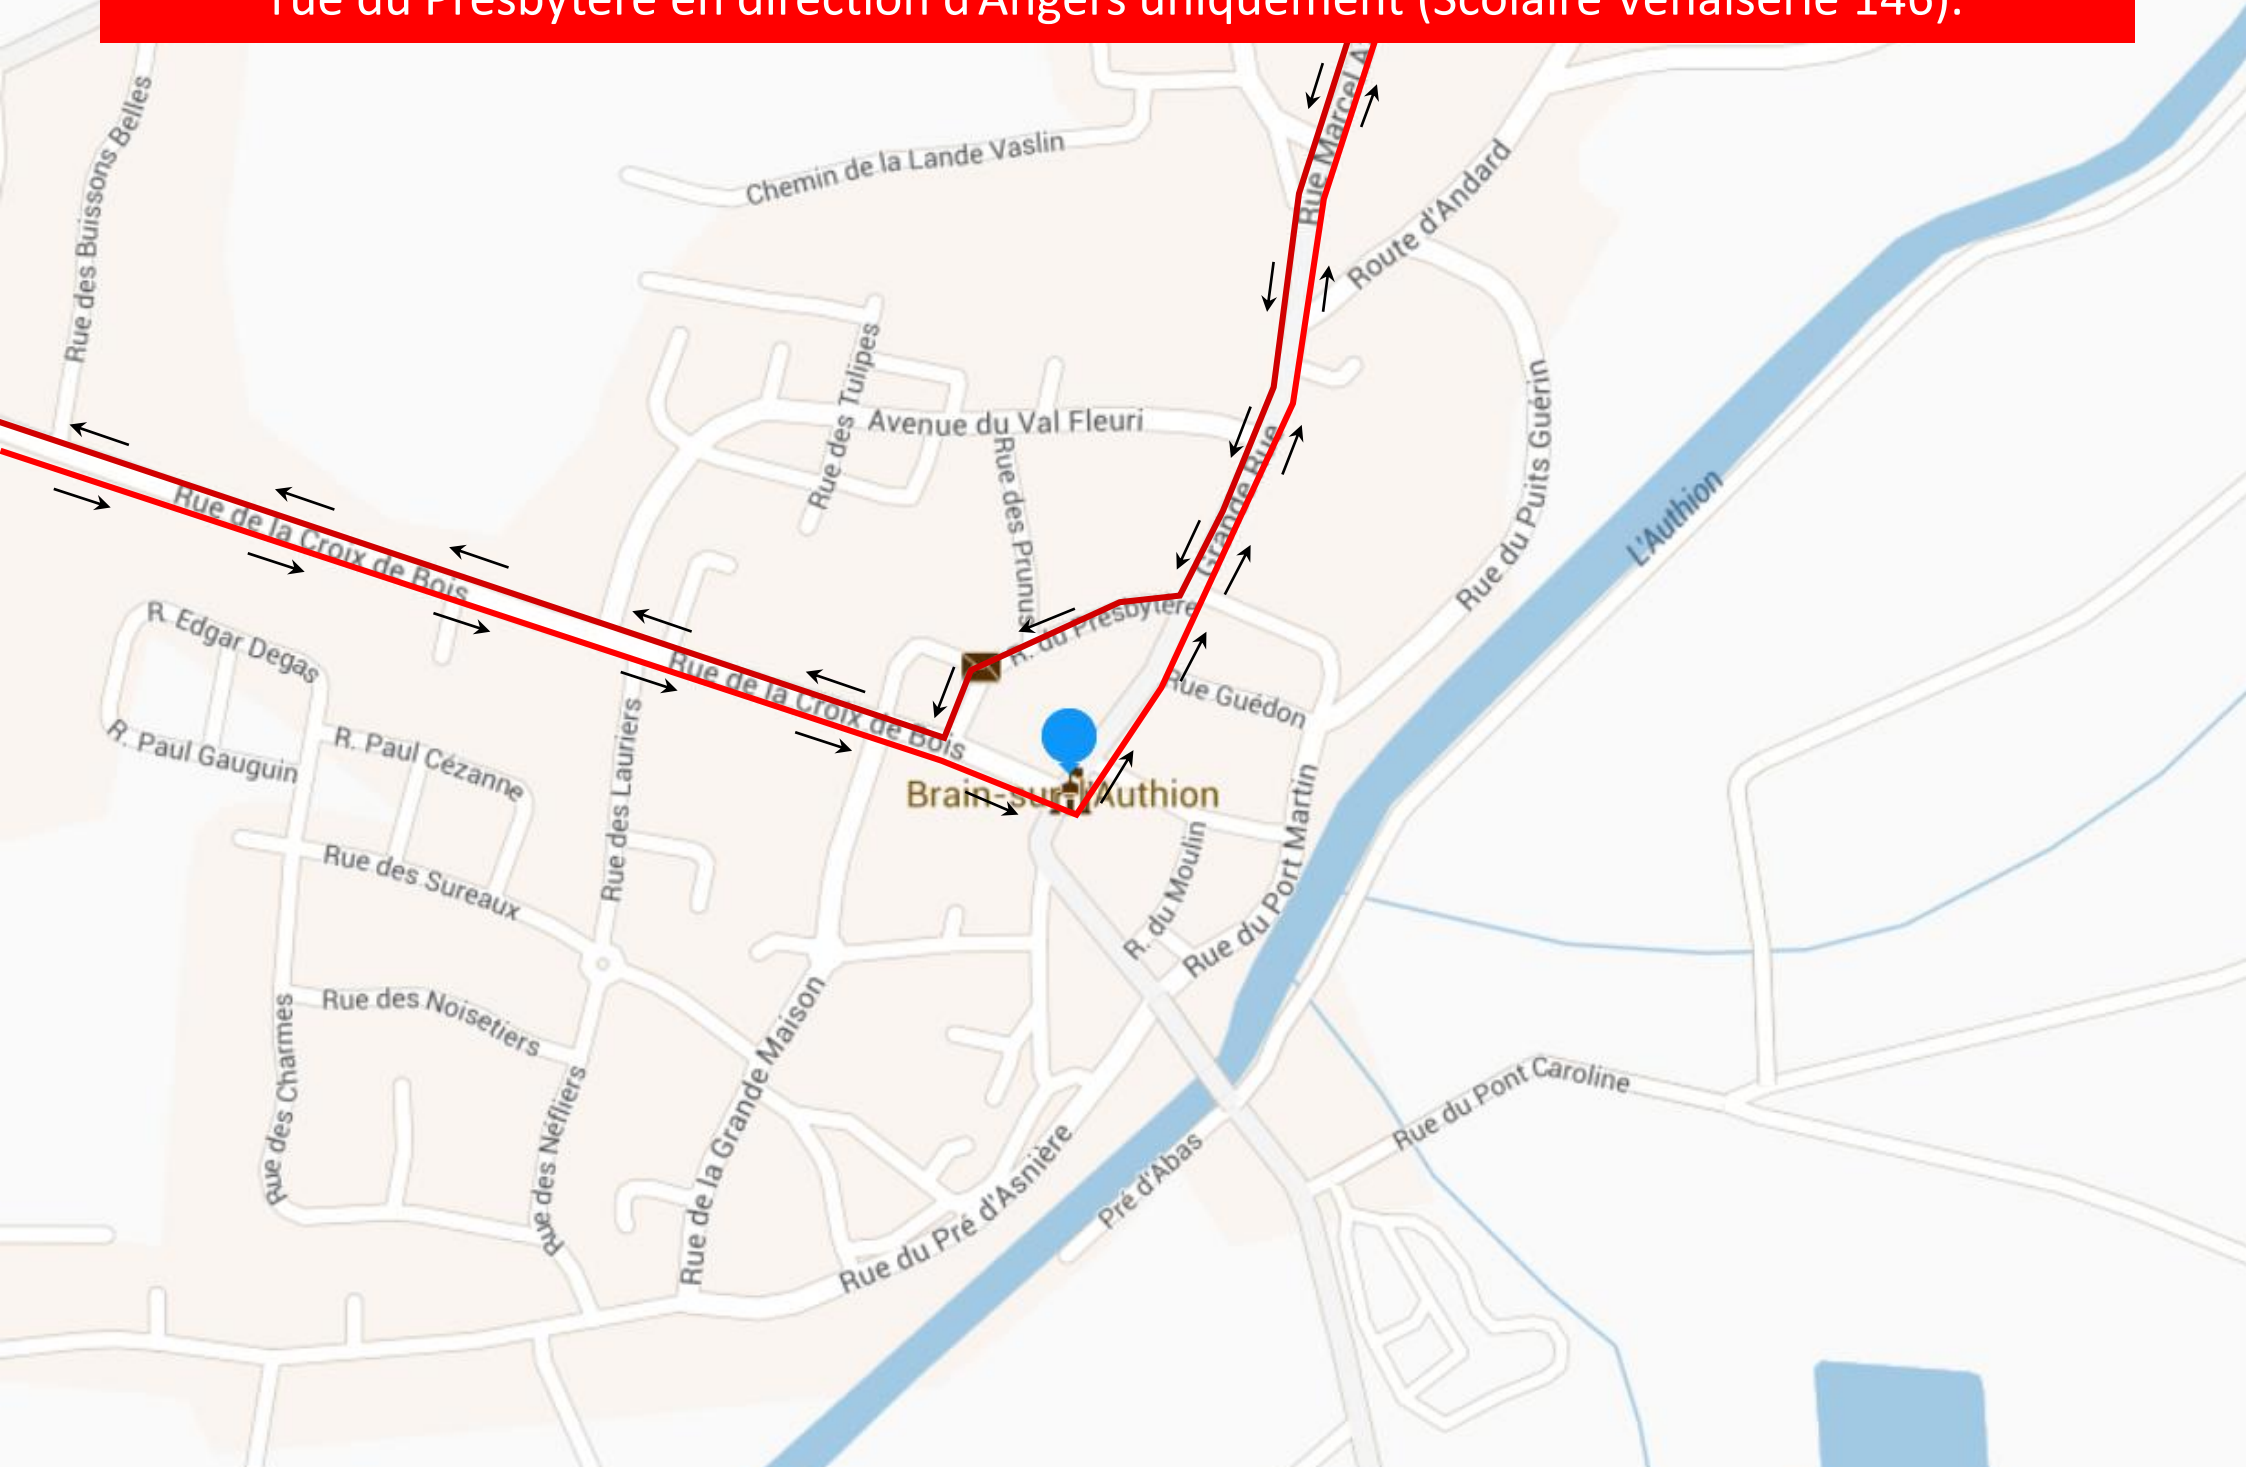 rue du Presbytère en direction d'Angers uniquement (Scolaire Venaiserie 146).
Rue des Buissons Belles
Chemin de la Lande Vaslin
Rue Marcel A
Route d'Andard
Rue des Tulipes
Avenue du Val Fleuri
Rue des Prunus
Grande Rue
Rue du Puits Guérin
L'Authion
Rue de la Croix de Bois
R. Edgar Degas
R. du Presbytère
Rue de la Croix de Bois
Rue Guédon
R. Paul Gauguin
R. Paul Cézanne
Rue des Lauriers
Brain-sur-l'Authion
Rue des Sureaux
R. du Moulin
Rue du Port Martin
Rue des Noisetiers
Rue des Charmes
Rue des Néfliers
Rue de la Grande Maison
Rue du Pont Caroline
Pré d'Abas
Rue du Pré d'Asnière